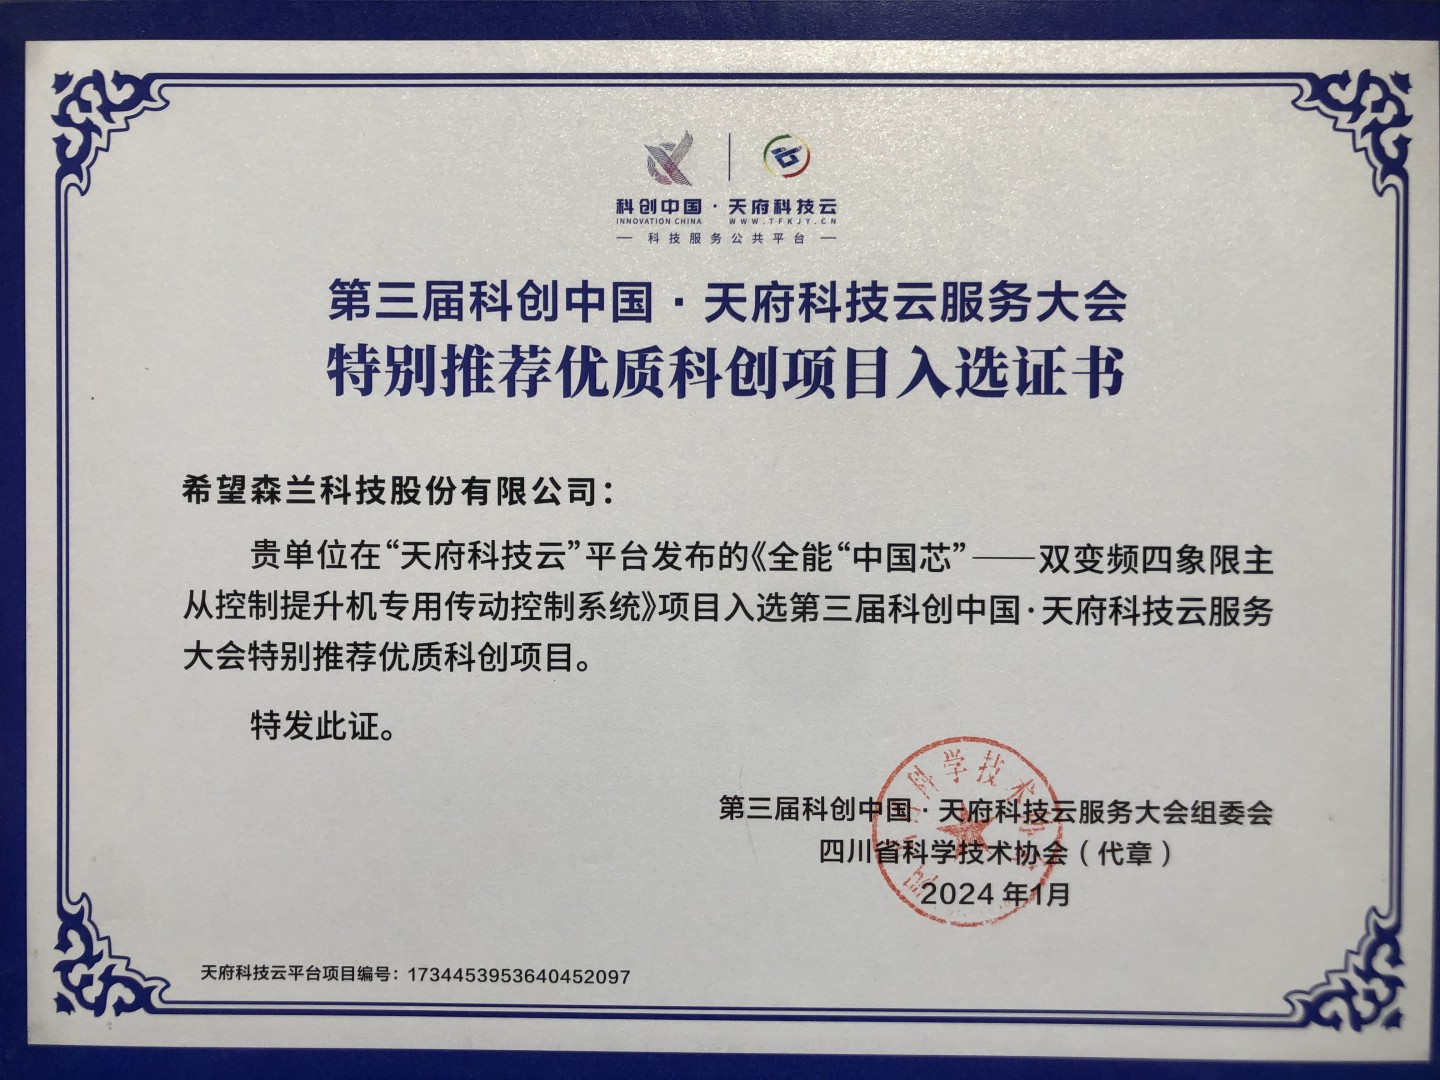 科创中国·天府科技云
INNOVATION CHINA WWW.TFKJY.CN
科技服务公共平台
第三届科创中国·天府科技云服务大会
特别推荐优质科创项目入选证书
希望森兰科技股份有限公司：
贵单位在“天府科技云”平台发布的《全能“中国芯”——双变频四象限主
从控制提升机专用传动控制系统》项目入选第三届科创中国·天府科技云服务
大会特别推荐优质科创项目。
特发此证。
第三届科创中国·天府科技云服务大会组委会
四川省科学技术协会（代章）
2024年1月
四川省科学技术协会
天府科技云平台项目编号：1734453953640452097